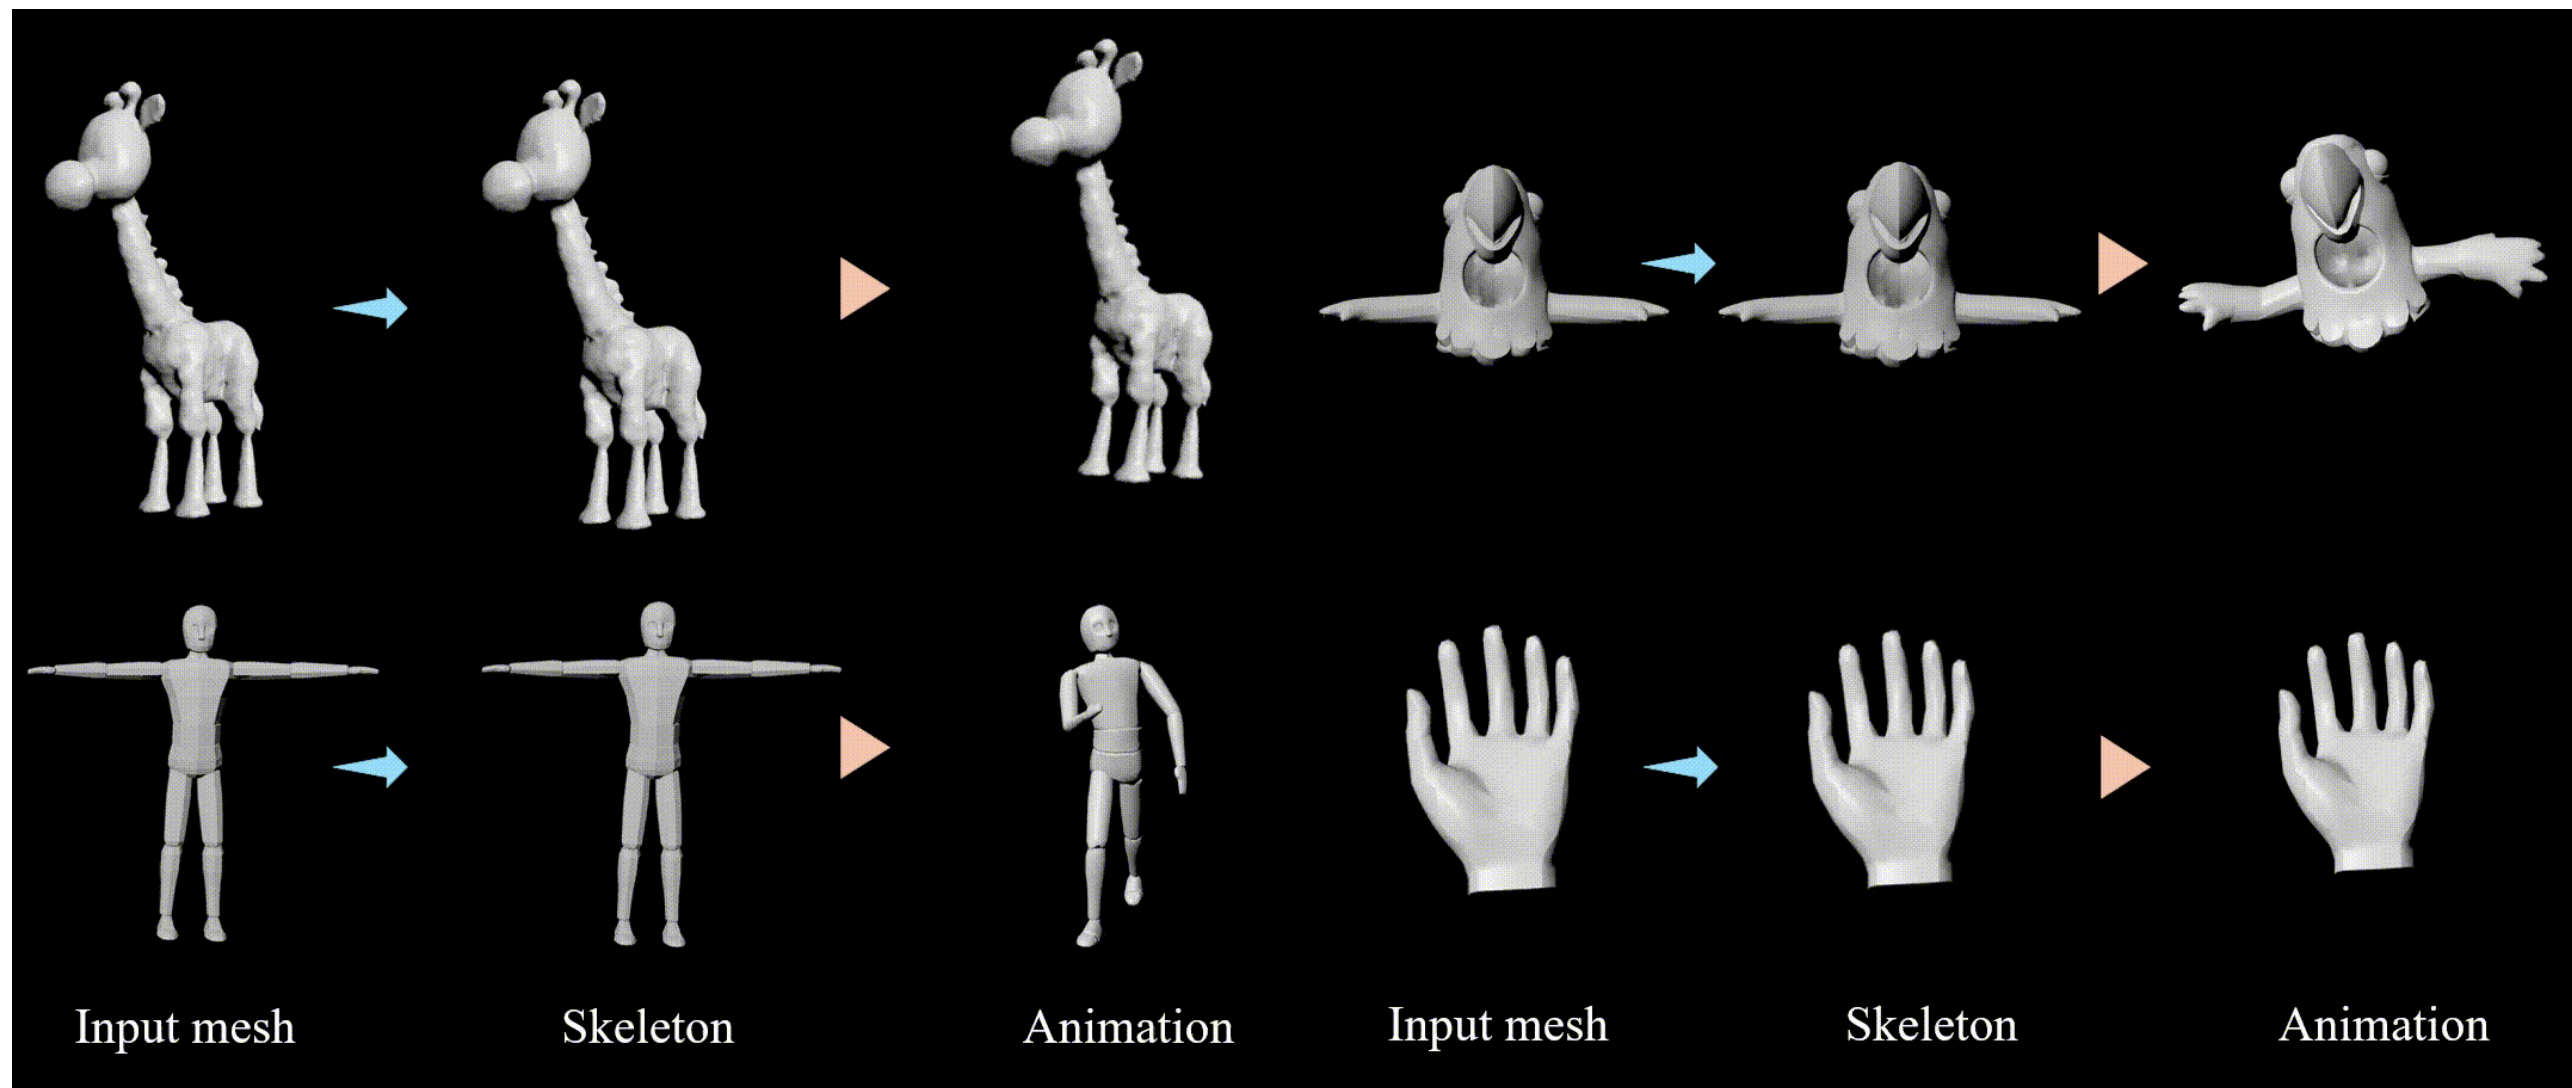 Input mesh
Skeleton
Animation
Input mesh
Skeleton
Animation